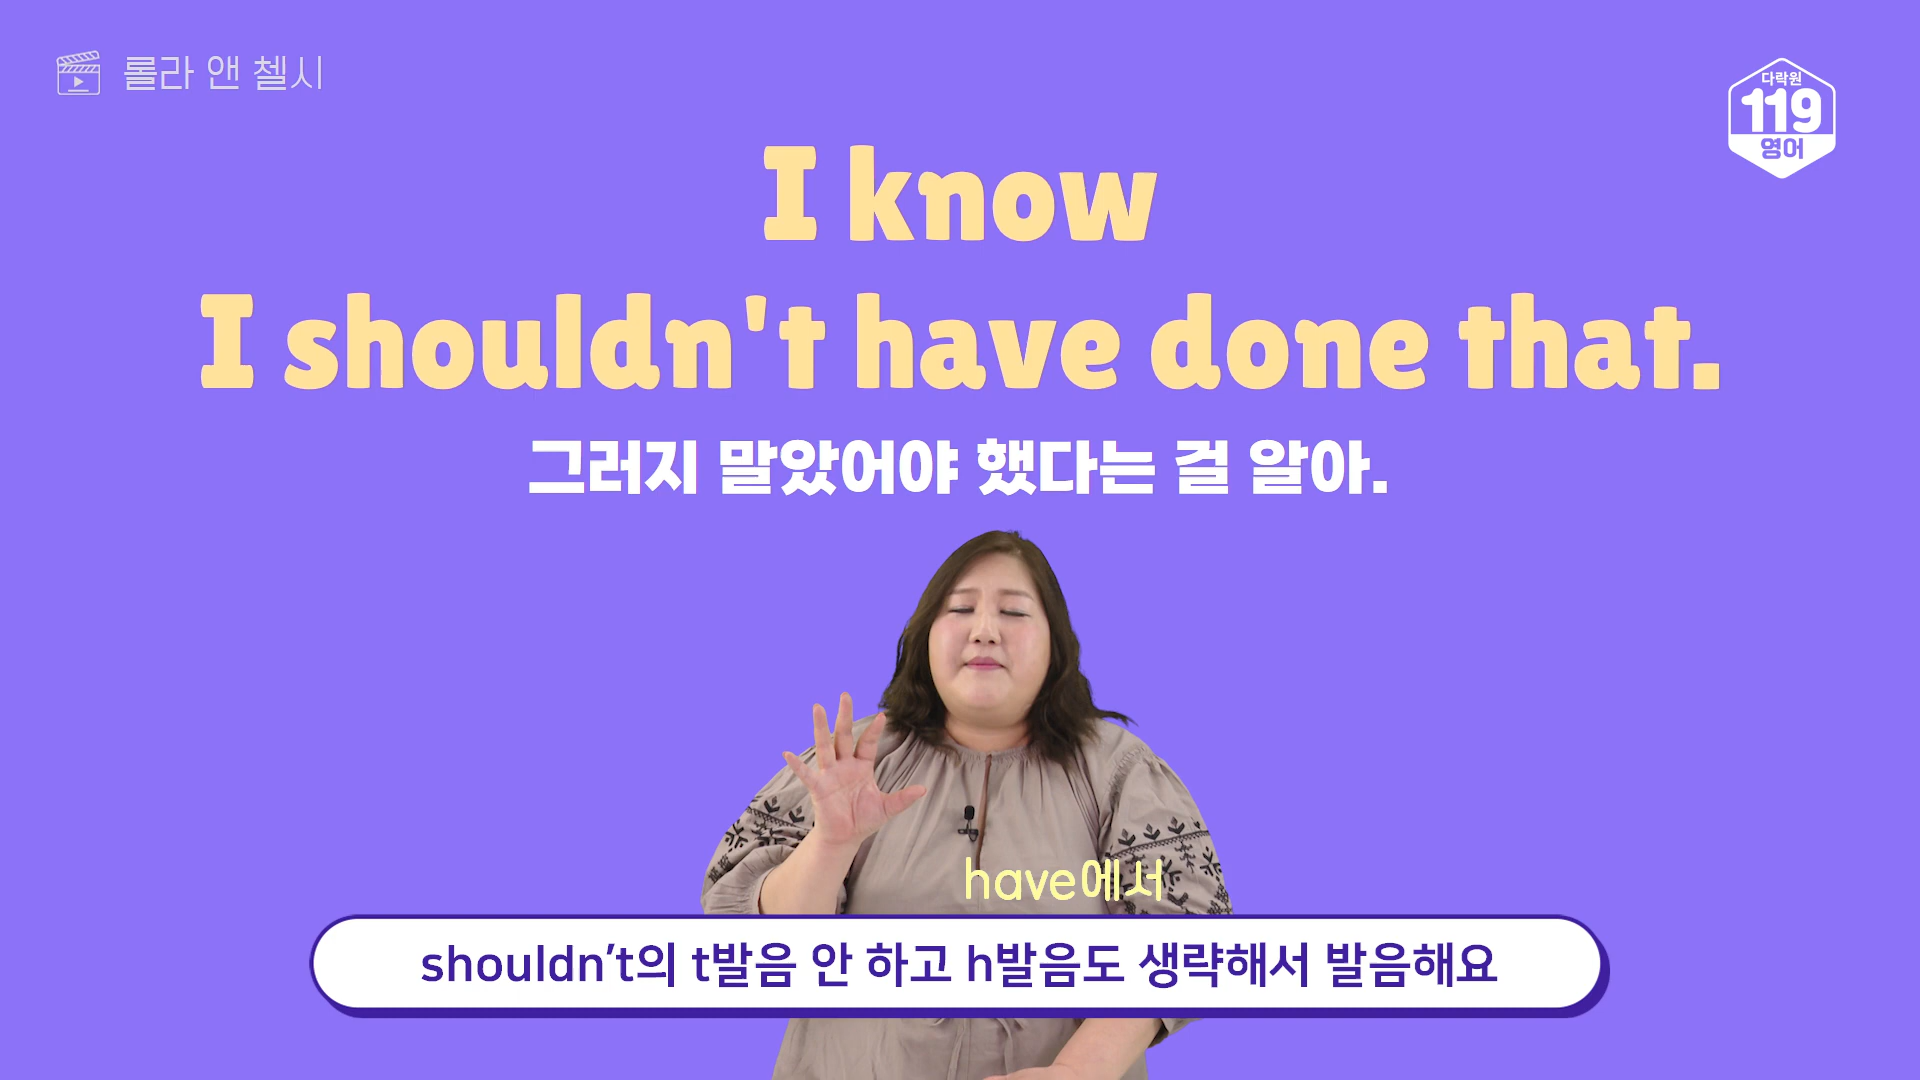 롤라 앤 첼시
다락원
119
영어
I know
I shouldn't have done that.
그러지 말았어야 했다는 걸 알아.
have에서
shouldn't의 t발음 안 하고 h발음도 생략해서 발음해요